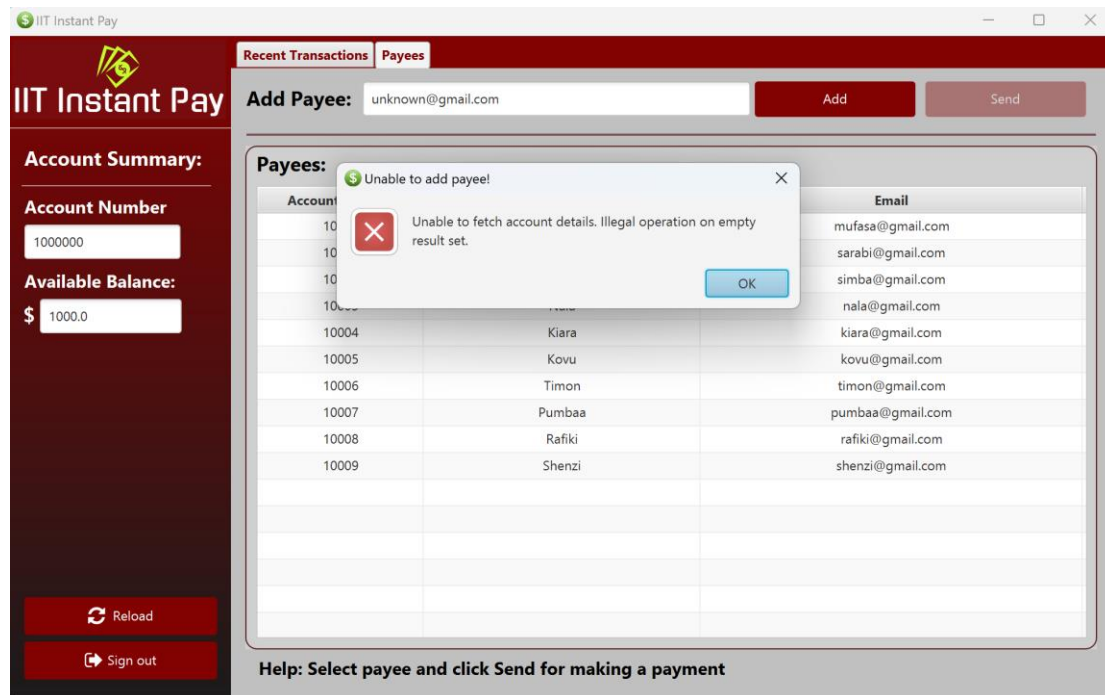 IIT Instant Pay
IIT Instant Pay
Account Summary:
Account Number
1000000
Available Balance:
$ 1000.0
Reload
Sign out
Recent Transactions Payees
Add Payee: unknown@gmail.com Add Send
Payees:
Unable to add payee!
Unable to fetch account details. Illegal operation on empty
result set.
OK
Account Email
10 mufasa@gmail.com
10 sarabi@gmail.com
10 simba@gmail.com
nala@gmail.com
10004 Kiara kiara@gmail.com
10005 Kovu kovu@gmail.com
10006 Timon timon@gmail.com
10007 Pumbaa pumbaa@gmail.com
10008 Rafiki rafiki@gmail.com
10009 Shenzi shenzi@gmail.com
Help: Select payee and click Send for making a payment